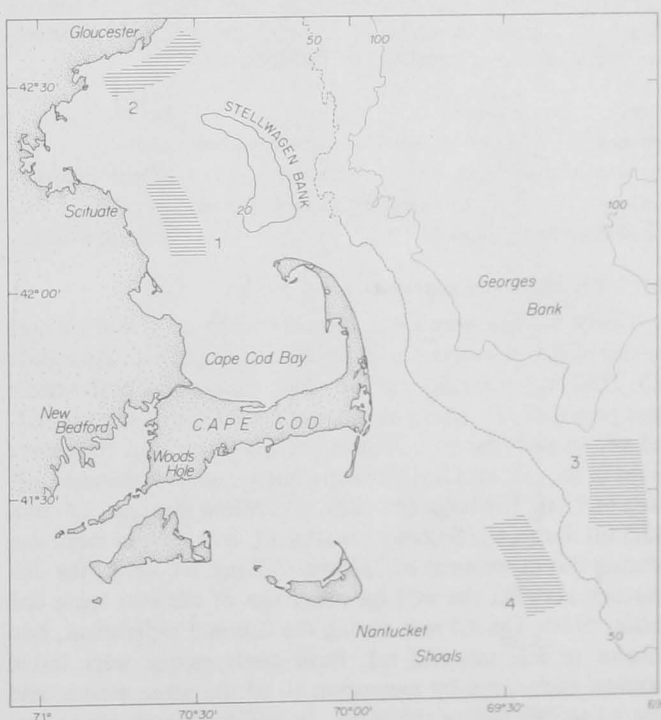 Gloucester
50
100
42°30'
2
STELLWAGEN BANK
20
100
Scituate
1
Georges
Bank
42°00'
Cape Cod Bay
New
Bedford
CAPE COD
Woods
Hole
3
41°30'
4
Nantucket
Shoals
50
71°
70°30'
70°00'
69°30'
69